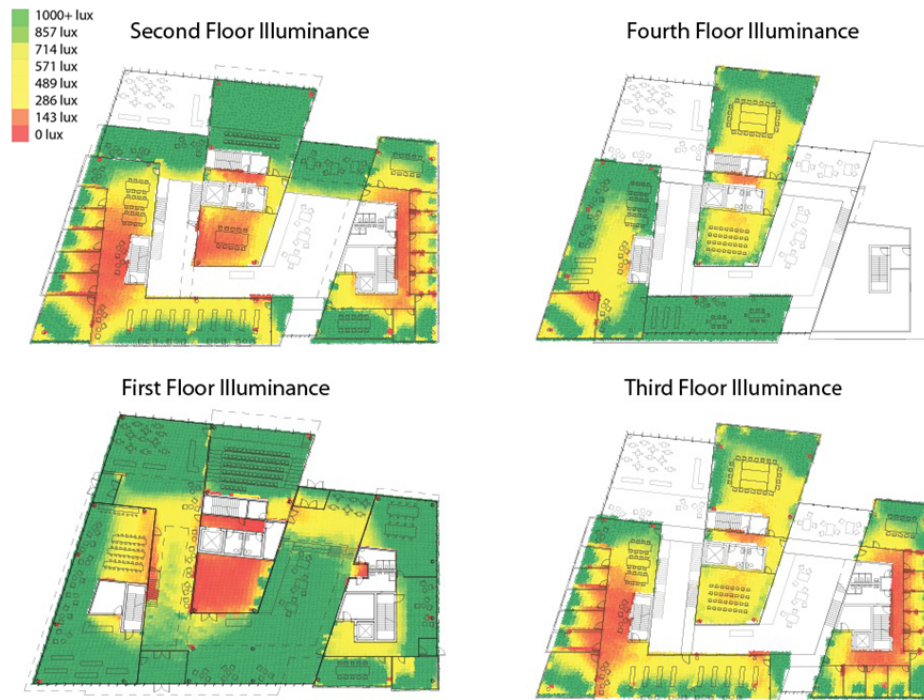 1000+ lux
857 lux
714 lux
571 lux
489 lux
286 lux
143 lux
0 lux
Second Floor Illuminance
Fourth Floor Illuminance
First Floor Illuminance
Third Floor Illuminance